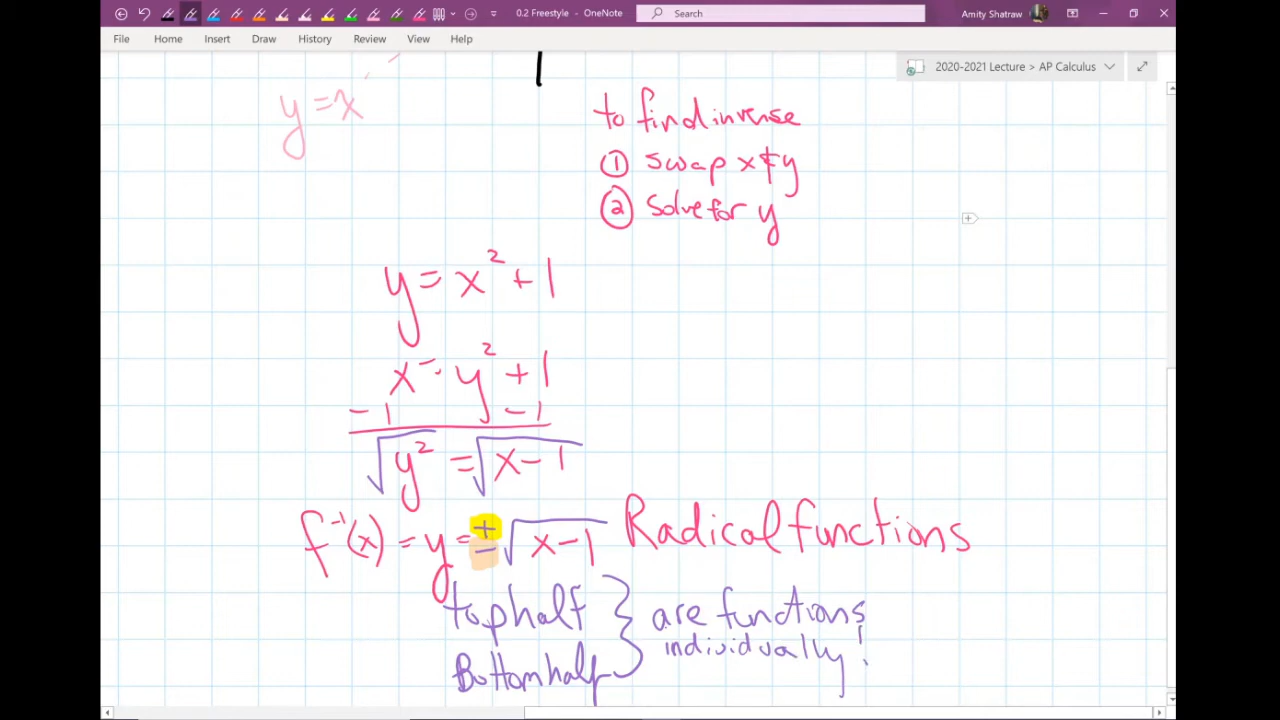 0.2 Freestyle - OneNote
Search
Amity Shatraw
File Home Insert Draw History Review View Help
2020-2021 Lecture > AP Calculus
y = x
to find inverse
① swap x & y
② solve for y
y = x² + 1
x = y² + 1
-1 -1
√y² = √x-1
f⁻¹(x) = y = ± √x-1 Radical functions
top half } are functions
Bottom half individually!